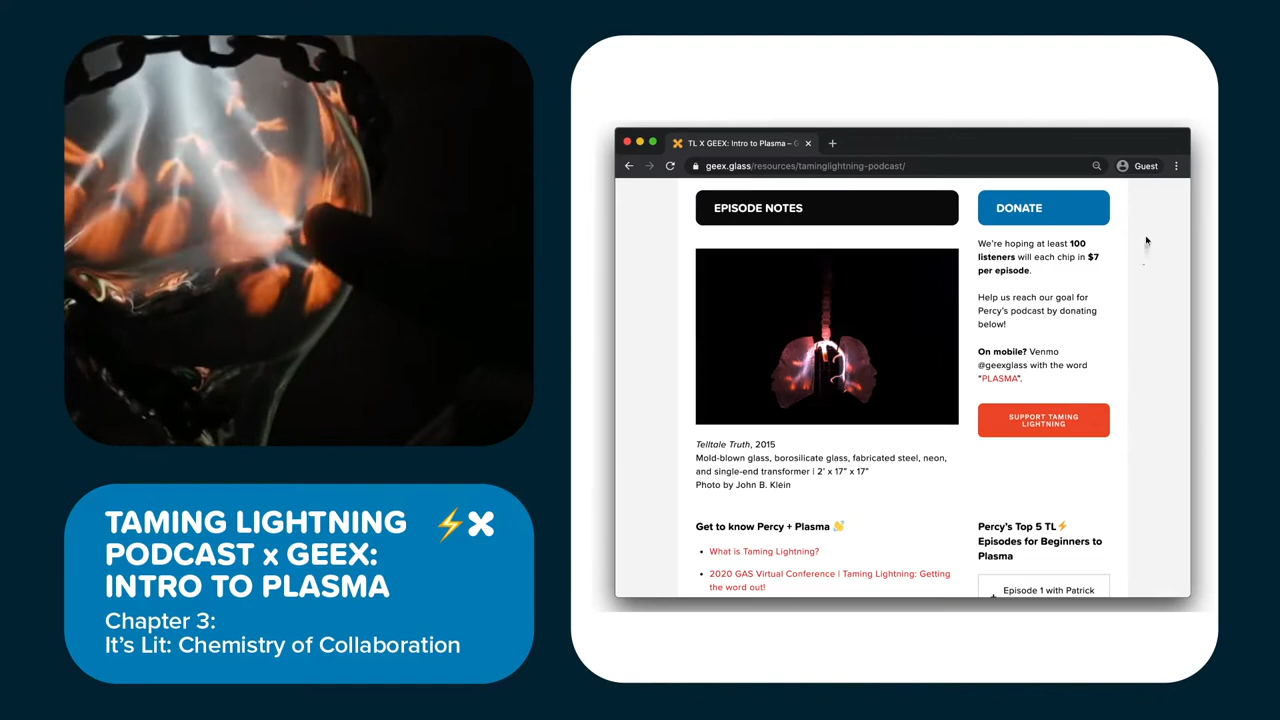 TAMING LIGHTNING ⚡✖
PODCAST x GEEX:
INTRO TO PLASMA
Chapter 3:
It's Lit: Chemistry of Collaboration
TL X GEEX: Intro to Plasma – G
geex.glass/resources/taminglightning-podcast/
Guest
EPISODE NOTES
Telltale Truth, 2015
Mold-blown glass, borosilicate glass, fabricated steel, neon,
and single-end transformer | 2' x 17" x 17"
Photo by John B. Klein
Get to know Percy + Plasma 👋
• What is Taming Lightning?
• 2020 GAS Virtual Conference | Taming Lightning: Getting
the word out!
DONATE
We're hoping at least 100
listeners will each chip in $7
per episode.
Help us reach our goal for
Percy's podcast by donating
below!
On mobile? Venmo
@geexglass with the word
"PLASMA".
SUPPORT TAMING
LIGHTNING
Percy's Top 5 TL⚡
Episodes for Beginners to
Plasma
Episode 1 with Patrick